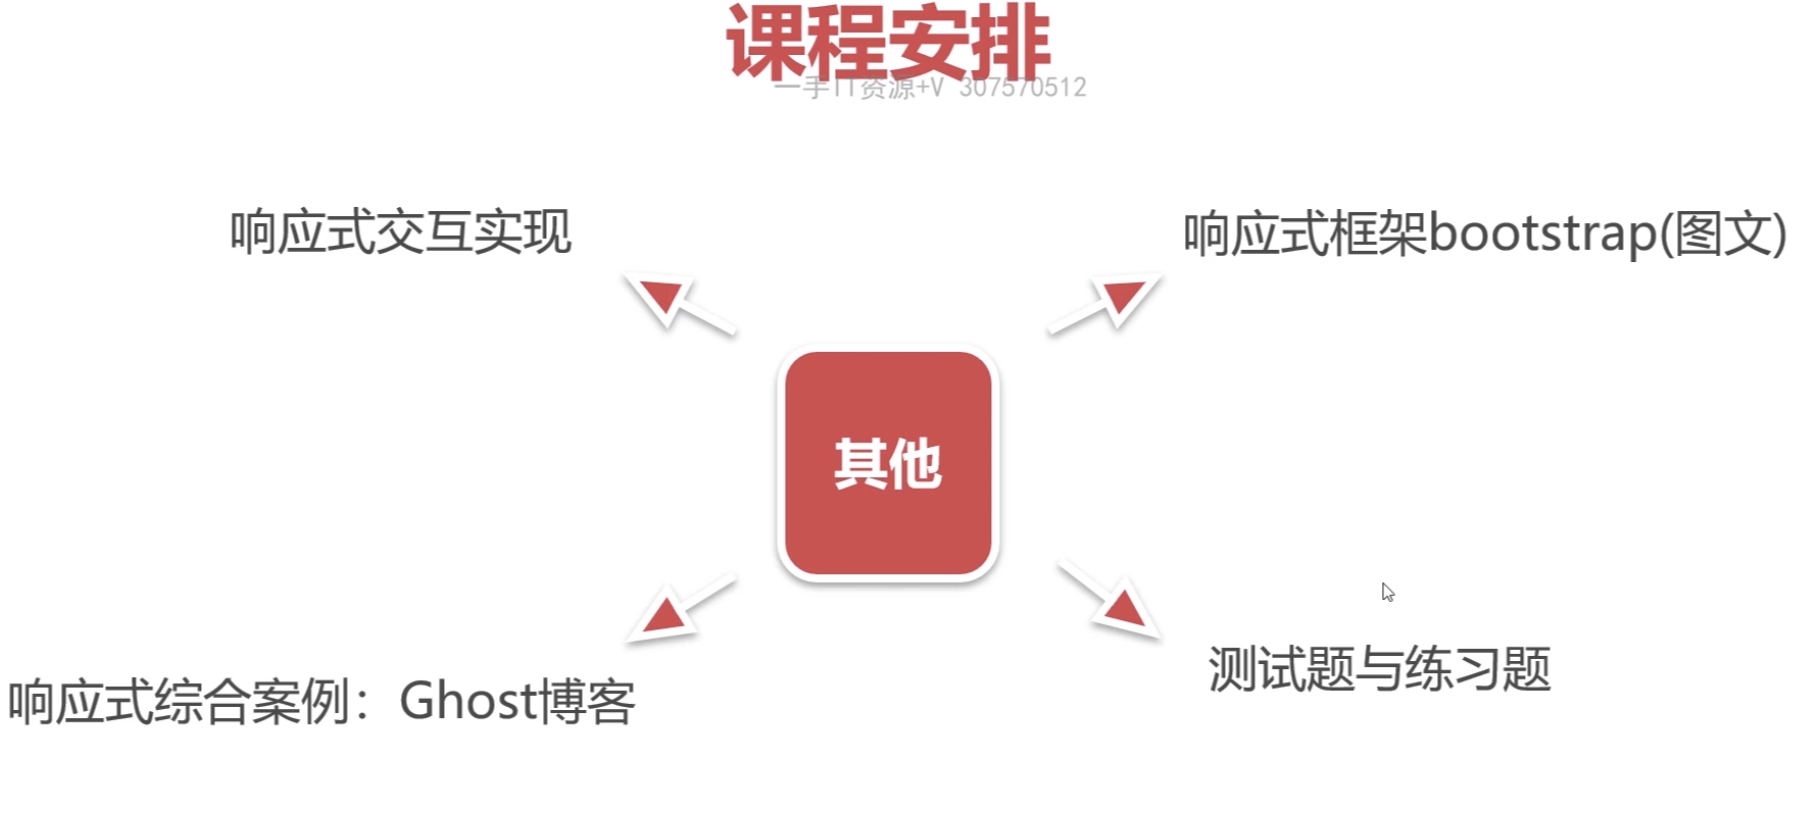 课程安排
一手IT资源+V 307570512
响应式交互实现
响应式框架bootstrap(图文)
其他
响应式综合案例：Ghost博客
测试题与练习题